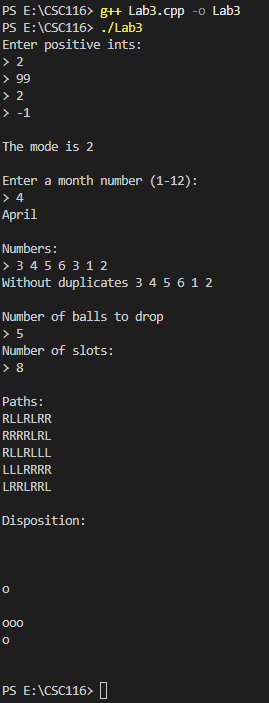 PS E:\CSC116> g++ Lab3.cpp -o Lab3
PS E:\CSC116> ./Lab3
Enter positive ints:
> 2
> 99
> 2
> -1
The mode is 2
Enter a month number (1-12):
> 4
April
Numbers:
> 3 4 5 6 3 1 2
Without duplicates 3 4 5 6 1 2
Number of balls to drop
> 5
Number of slots:
> 8
Paths:
RLLRLRR
RRRRLRL
RLLRLLL
LLLRRRR
LRRLRRL
Disposition:
o
ooo
o
PS E:\CSC116>